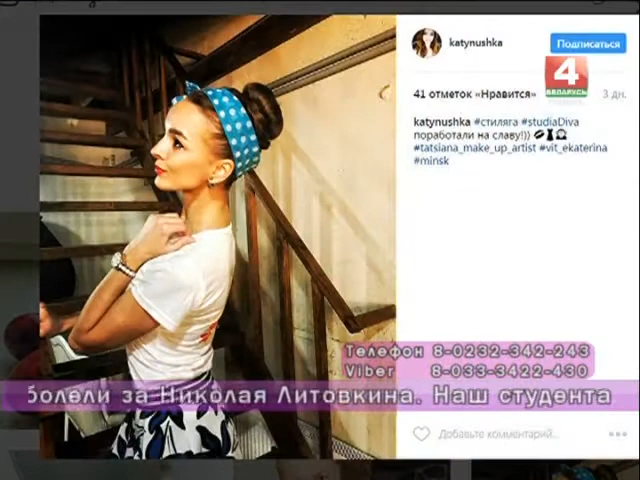 katynushka
Подписаться
4
БЕЛАРУСЬ
41 отметок «Нравится»
3 дн.
katynushka #стиляга #studiaDiva
поработали на славу!))
#tatsiana_make_up_artist #vit_ekaterina
#minsk
Телефон 8-0232-342-243
Viber 8-033-3422-430
болели за Николая Литовкина. Наш студента
Добавьте комментарий...